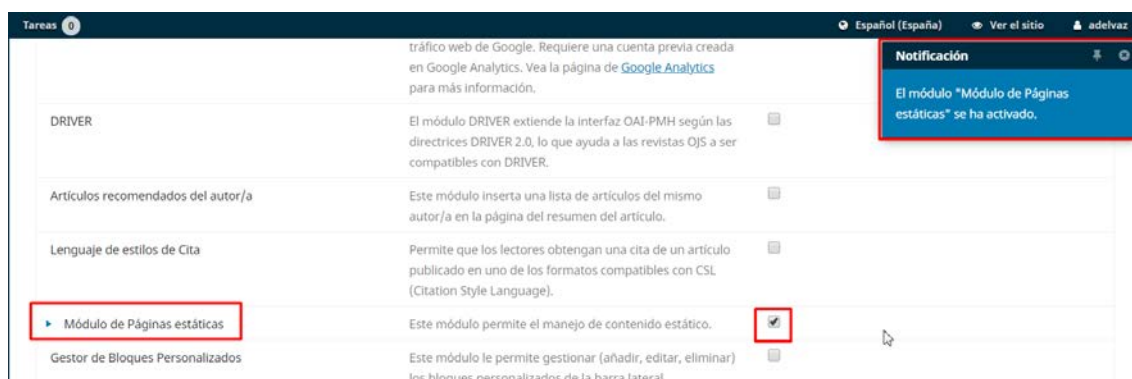 Tareas 0
Español (España)
Ver el sitio
adelvaz
Notificación
El módulo "Módulo de Páginas
estáticas" se ha activado.
tráfico web de Google. Requiere una cuenta previa creada
en Google Analytics. Vea la página de Google Analytics
para más información.
DRIVER
El módulo DRIVER extiende la interfaz OAI-PMH según las
directrices DRIVER 2.0, lo que ayuda a las revistas OJS a ser
compatibles con DRIVER.
Artículos recomendados del autor/a
Este módulo inserta una lista de artículos del mismo
autor/a en la página del resumen del artículo.
Lenguaje de estilos de Cita
Permite que los lectores obtengan una cita de un artículo
publicado en uno de los formatos compatibles con CSL
(Citation Style Language).
Módulo de Páginas estáticas
Este módulo permite el manejo de contenido estático.
Gestor de Bloques Personalizados
Este módulo le permite gestionar (añadir, editar, eliminar)
los bloques personalizados de la barra lateral.